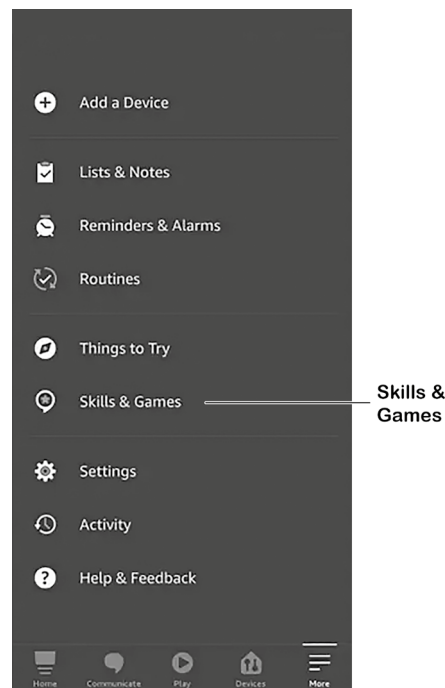 Add a Device
Lists & Notes
Reminders & Alarms
Routines
Things to Try
Skills & Games
Skills &
Games
Settings
Activity
Help & Feedback
Home
Communicate
Play
Devices
More